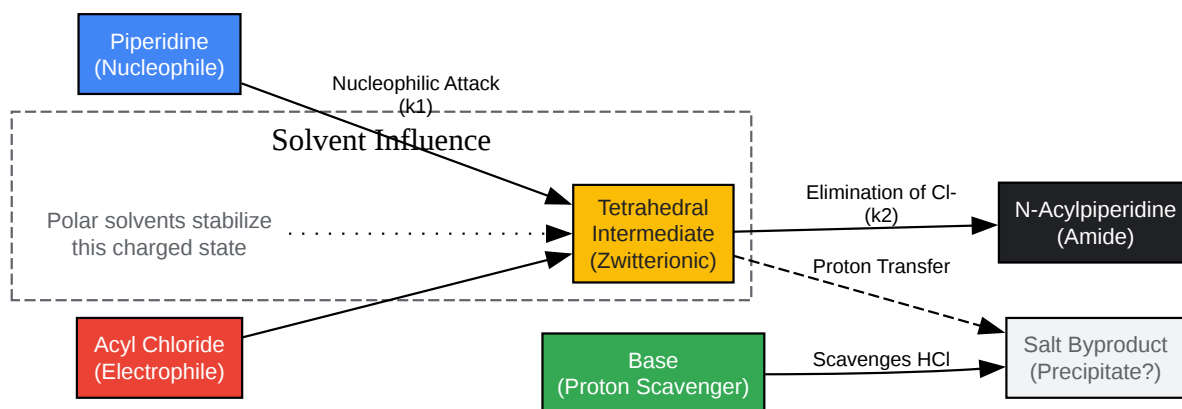 Piperidine
(Nucleophile)
Nucleophilic Attack
(k1)
Solvent Influence
Polar solvents stabilize
this charged state
Tetrahedral
Intermediate
(Zwitterionic)
Elimination of Cl-
(k2)
N-Acylpiperidine
(Amide)
Proton Transfer
Acyl Chloride
(Electrophile)
Base
(Proton Scavenger)
Scavenges HCl
Salt Byproduct
(Precipitate?)